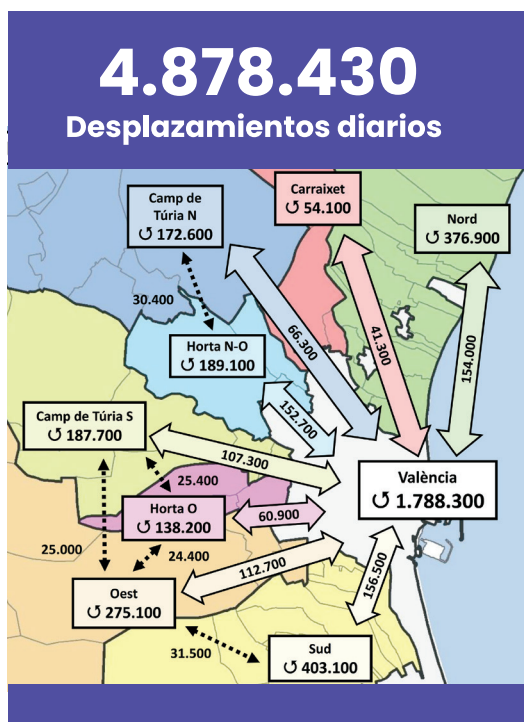 4.878.430
Desplazamientos diarios
Camp de
Túria N
↺ 172.600
Carraixet
↺ 54.100
Nord
↺ 376.900
30.400
66.300
41.300
154.000
Horta N-O
↺ 189.100
152.700
Camp de Túria S
↺ 187.700
107.300
25.400
València
↺ 1.788.300
Horta O
↺ 138.200
60.900
25.000
24.400
112.700
156.500
Oest
↺ 275.100
31.500
Sud
↺ 403.100